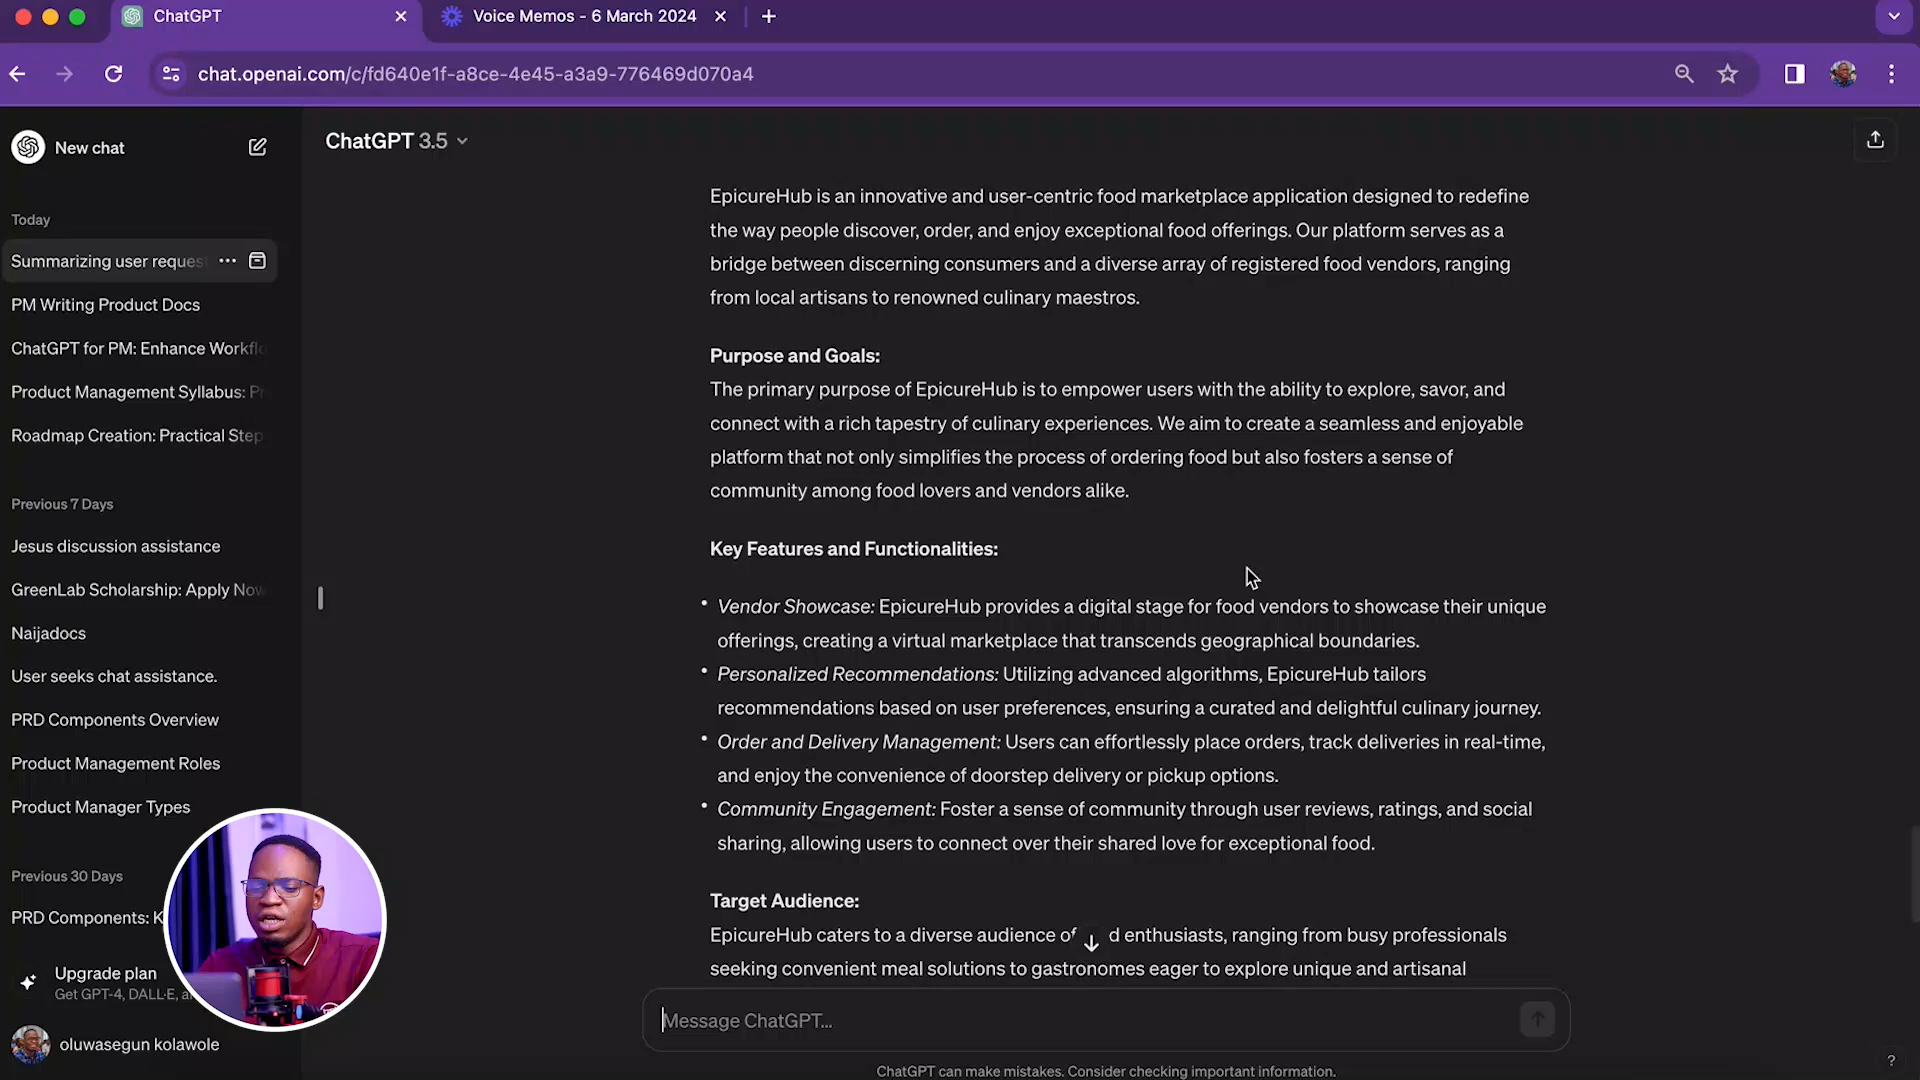 ChatGPT
Voice Memos - 6 March 2024
chat.openai.com/c/fd640e1f-a8ce-4e45-a3a9-776469d070a4
New chat
Today
Summarizing user reques
PM Writing Product Docs
ChatGPT for PM: Enhance Workflo
Product Management Syllabus: Pr
Roadmap Creation: Practical Step
Previous 7 Days
Jesus discussion assistance
GreenLab Scholarship: Apply Now
Naijadocs
User seeks chat assistance.
PRD Components Overview
Product Management Roles
Product Manager Types
Previous 30 Days
PRD Components: K
Upgrade plan
Get GPT-4, DALL·E, a
oluwasegun kolawole
ChatGPT 3.5
EpicureHub is an innovative and user-centric food marketplace application designed to redefine
the way people discover, order, and enjoy exceptional food offerings. Our platform serves as a
bridge between discerning consumers and a diverse array of registered food vendors, ranging
from local artisans to renowned culinary maestros.
Purpose and Goals:
The primary purpose of EpicureHub is to empower users with the ability to explore, savor, and
connect with a rich tapestry of culinary experiences. We aim to create a seamless and enjoyable
platform that not only simplifies the process of ordering food but also fosters a sense of
community among food lovers and vendors alike.
Key Features and Functionalities:
• Vendor Showcase: EpicureHub provides a digital stage for food vendors to showcase their unique
offerings, creating a virtual marketplace that transcends geographical boundaries.
• Personalized Recommendations: Utilizing advanced algorithms, EpicureHub tailors
recommendations based on user preferences, ensuring a curated and delightful culinary journey.
• Order and Delivery Management: Users can effortlessly place orders, track deliveries in real-time,
and enjoy the convenience of doorstep delivery or pickup options.
• Community Engagement: Foster a sense of community through user reviews, ratings, and social
sharing, allowing users to connect over their shared love for exceptional food.
Target Audience:
EpicureHub caters to a diverse audience of d enthusiasts, ranging from busy professionals
seeking convenient meal solutions to gastronomes eager to explore unique and artisanal
Message ChatGPT...
ChatGPT can make mistakes. Consider checking important information.
?